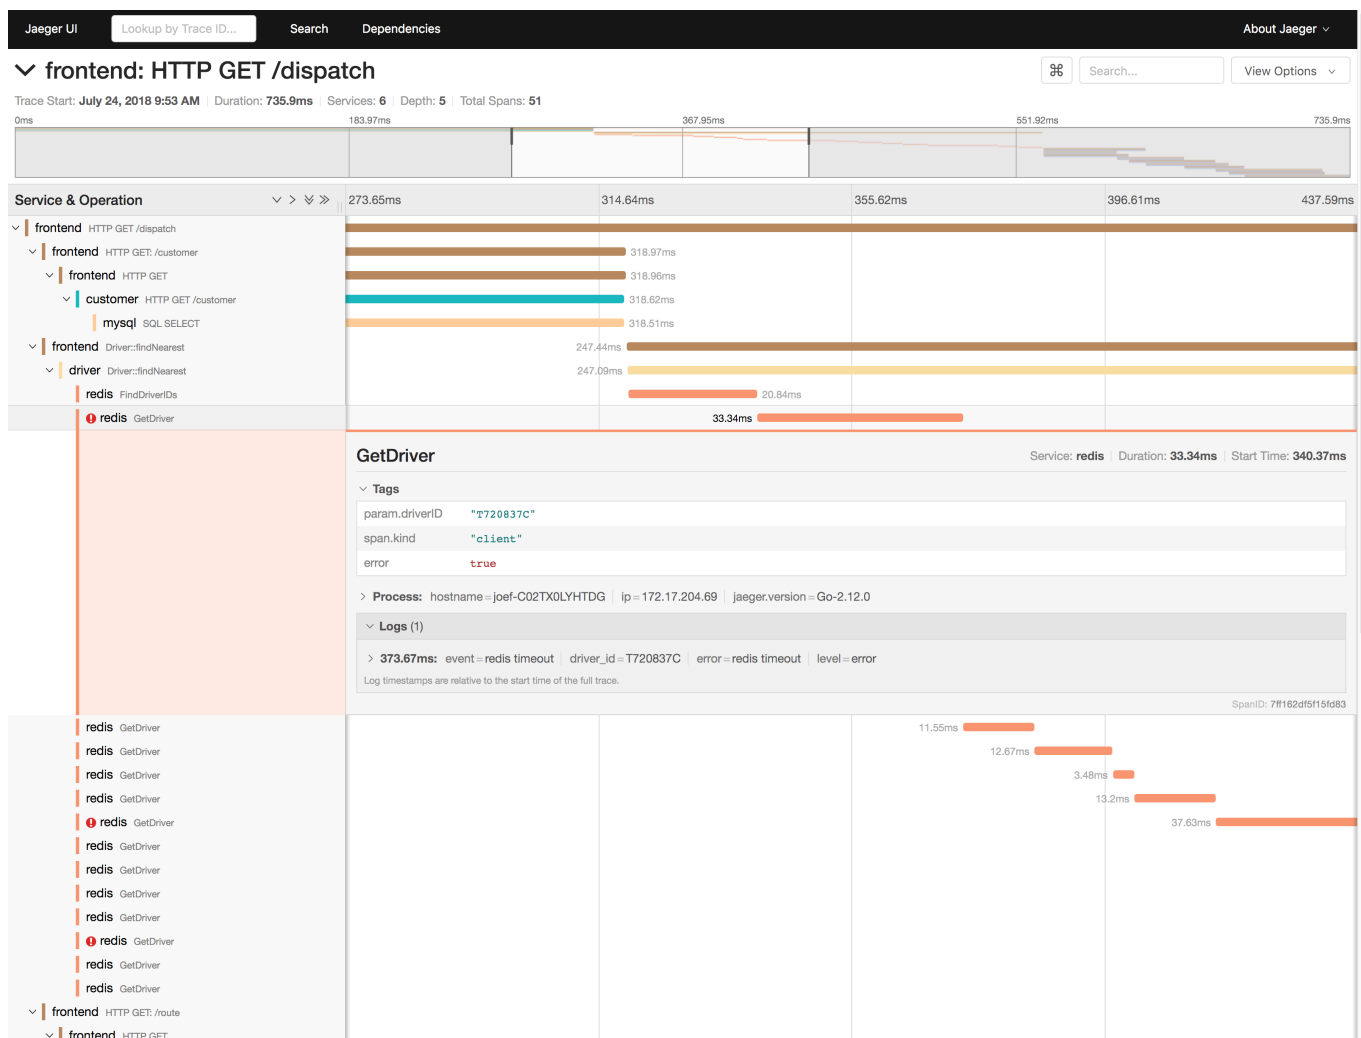 Jaeger UI Lookup by Trace ID... Search Dependencies About Jaeger
frontend: HTTP GET /dispatch ⌘ Search... View Options
Trace Start: July 24, 2018 9:53 AM Duration: 735.9ms Services: 6 Depth: 5 Total Spans: 51
0ms 183.97ms 367.95ms 551.92ms 735.9ms
Service & Operation 273.65ms 314.64ms 355.62ms 396.61ms 437.59ms
frontend HTTP GET /dispatch
frontend HTTP GET: /customer 318.97ms
frontend HTTP GET 318.96ms
customer HTTP GET /customer 318.62ms
mysql SQL SELECT 318.51ms
frontend Driver::findNearest 247.44ms
driver Driver::findNearest 247.09ms
redis FindDriverIDs 20.84ms
redis GetDriver 33.34ms
GetDriver Service: redis Duration: 33.34ms Start Time: 340.37ms
Tags
param.driverID "T720837C"
span.kind "client"
error true
Process: hostname=joef-C02TX0LYHTDG ip=172.17.204.69 jaeger.version=Go-2.12.0
Logs (1)
373.67ms: event=redis timeout driver_id=T720837C error=redis timeout level=error
Log timestamps are relative to the start time of the full trace.
SpanID: 7ff162df5f15fd83
redis GetDriver 11.55ms
redis GetDriver 12.67ms
redis GetDriver 3.48ms
redis GetDriver 13.2ms
redis GetDriver 37.63ms
redis GetDriver
redis GetDriver
redis GetDriver
redis GetDriver
redis GetDriver
redis GetDriver
redis GetDriver
frontend HTTP GET: /route
frontend HTTP GET